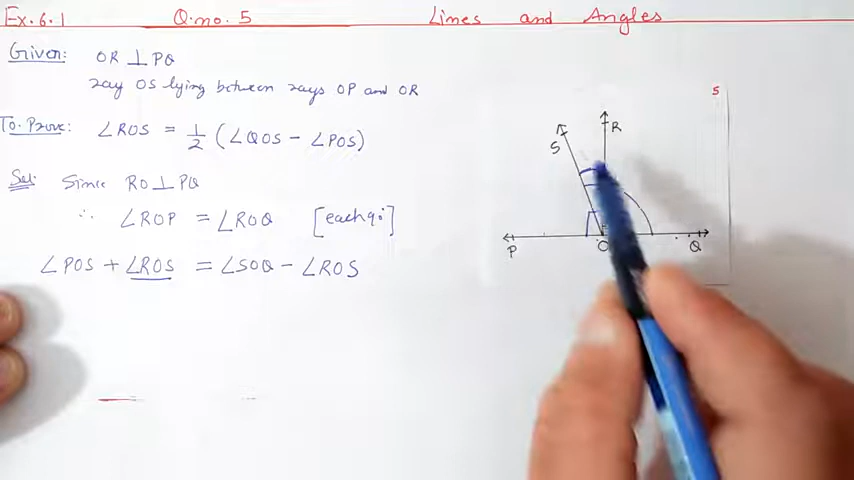 Ex.6.1 Q.no.5 Lines and Angles
Given: OR ⊥ PQ
ray OS lying between rays OP and OR
To Prove: ∠ROS = 1/2 (∠QOS − ∠POS)
Sol: Since RO ⊥ PQ
∴ ∠ROP = ∠ROQ [each 90°]
∠POS + ∠ROS = ∠SOQ − ∠ROS
5
R
S
P
O
Q